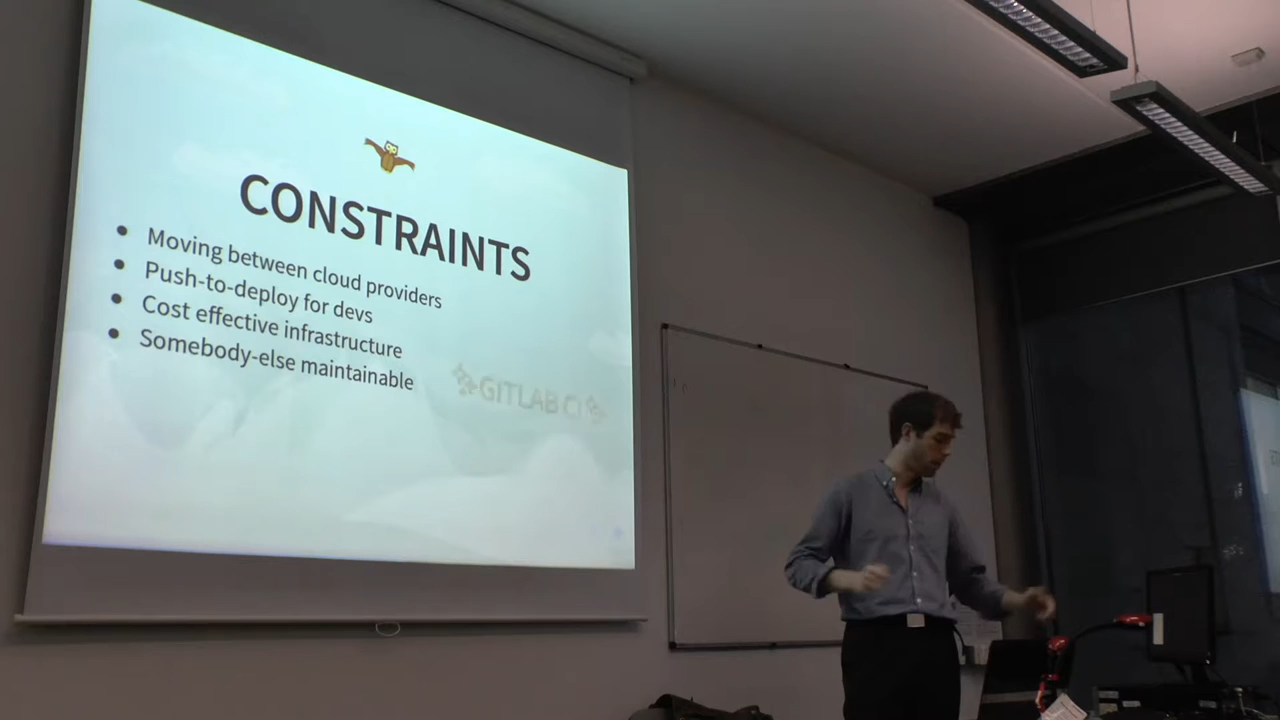 CONSTRAINTS
Moving between cloud providers
Push-to-deploy for devs
Cost effective infrastructure
Somebody-else maintainable
GITLAB CI